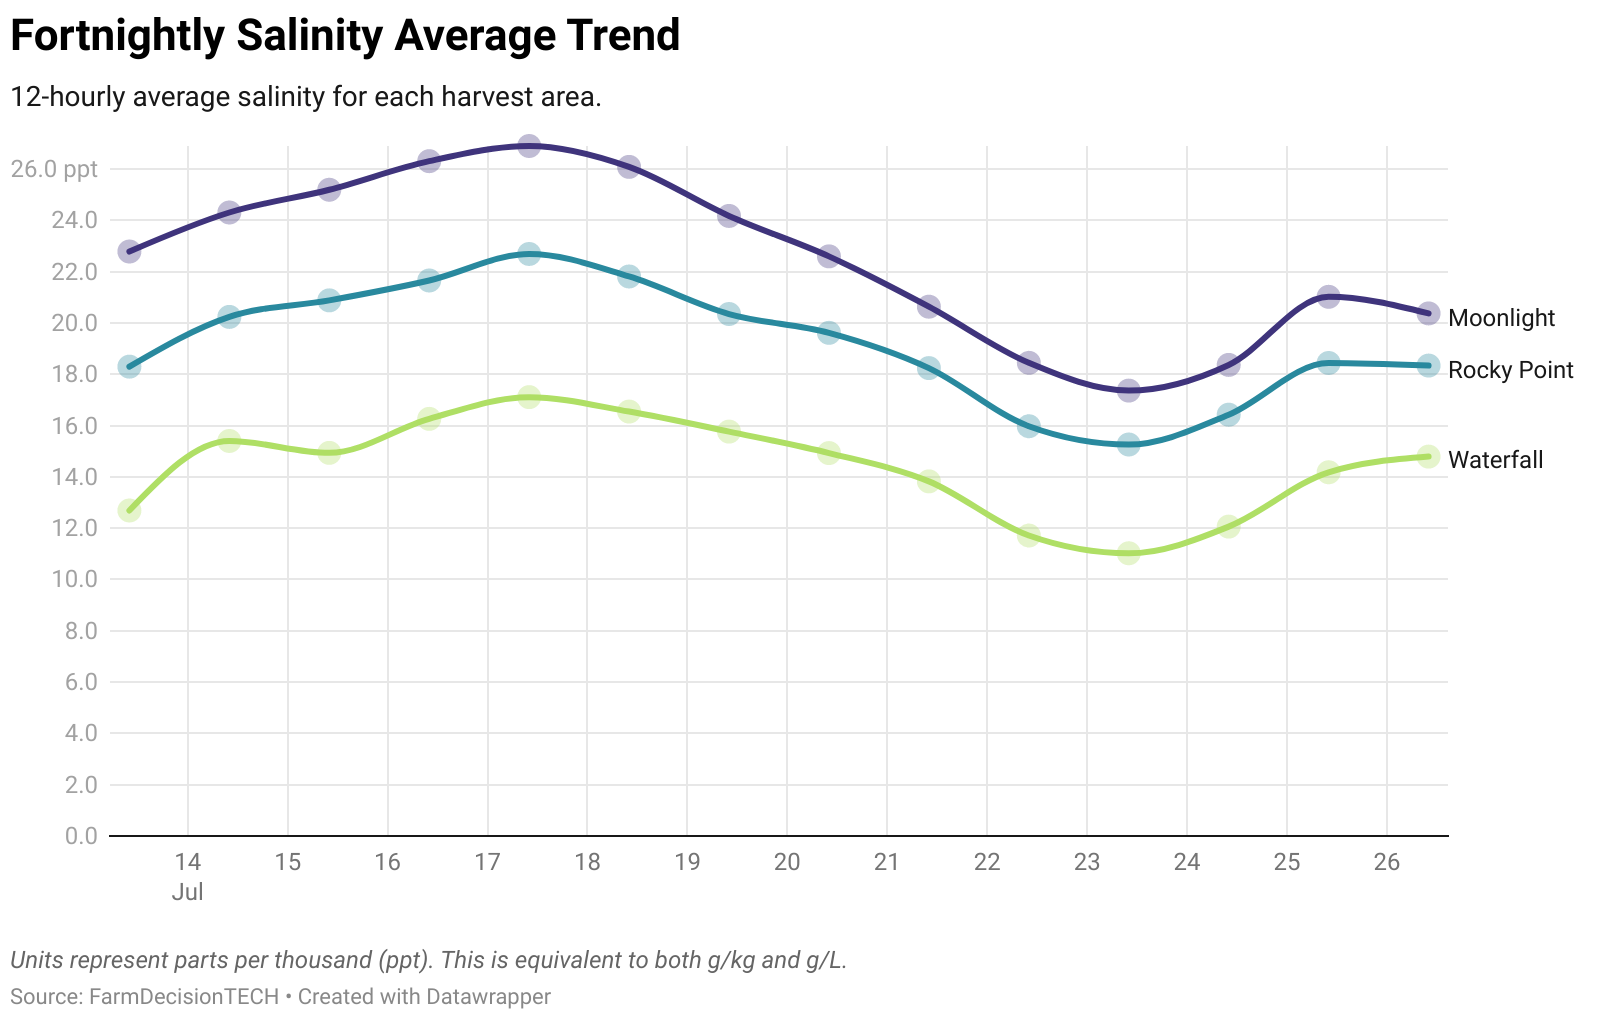 Fortnightly Salinity Average Trend
12-hourly average salinity for each harvest area.
26.0 ppt
24.0
22.0
20.0
18.0
16.0
14.0
12.0
10.0
8.0
6.0
4.0
2.0
0.0
Moonlight
Rocky Point
Waterfall
14 15 16 17 18 19 20 21 22 23 24 25 26
Jul
Units represent parts per thousand (ppt). This is equivalent to both g/kg and g/L.
Source: FarmDecisionTECH • Created with Datawrapper